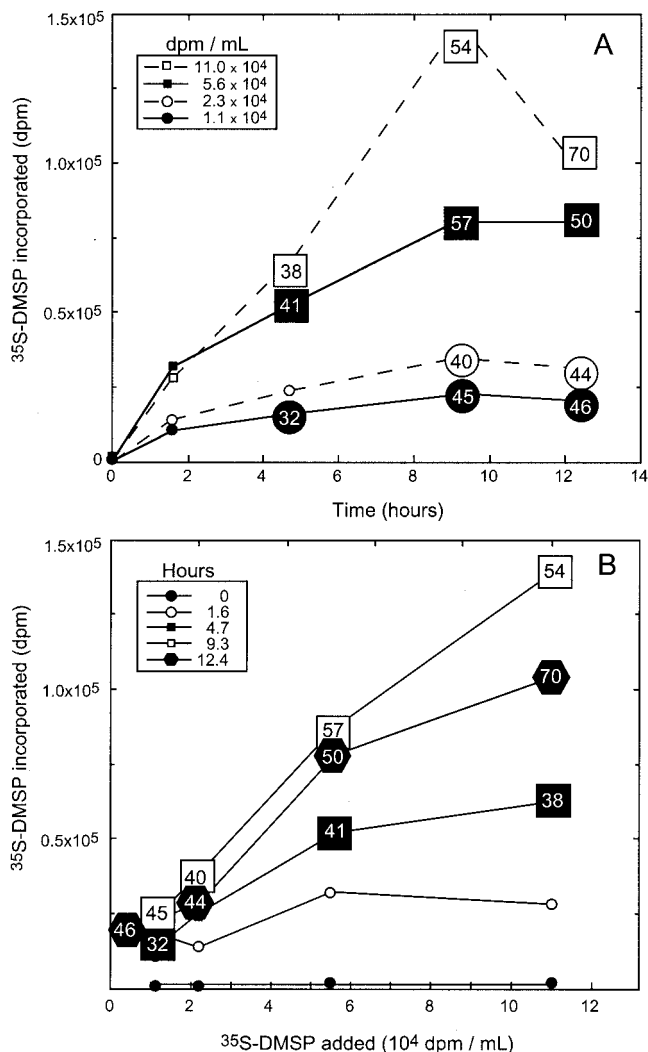 1.5x10⁵
dpm / mL
11.0 x 10⁴
5.6 x 10⁴
2.3 x 10⁴
1.1 x 10⁴
A
54
70
1.0x10⁵
57
50
38
41
0.5x10⁵
40
44
32
45
46
0
0 2 4 6 8 10 12 14
³⁵S-DMSP incorporated (dpm)
Time (hours)
1.5x10⁵
Hours
0
1.6
4.7
9.3
12.4
B
54
1.0x10⁵
70
57
50
38
41
0.5x10⁵
40
45
44
46
32
0 2 4 6 8 10 12
³⁵S-DMSP incorporated (dpm)
³⁵S-DMSP added (10⁴ dpm / mL)